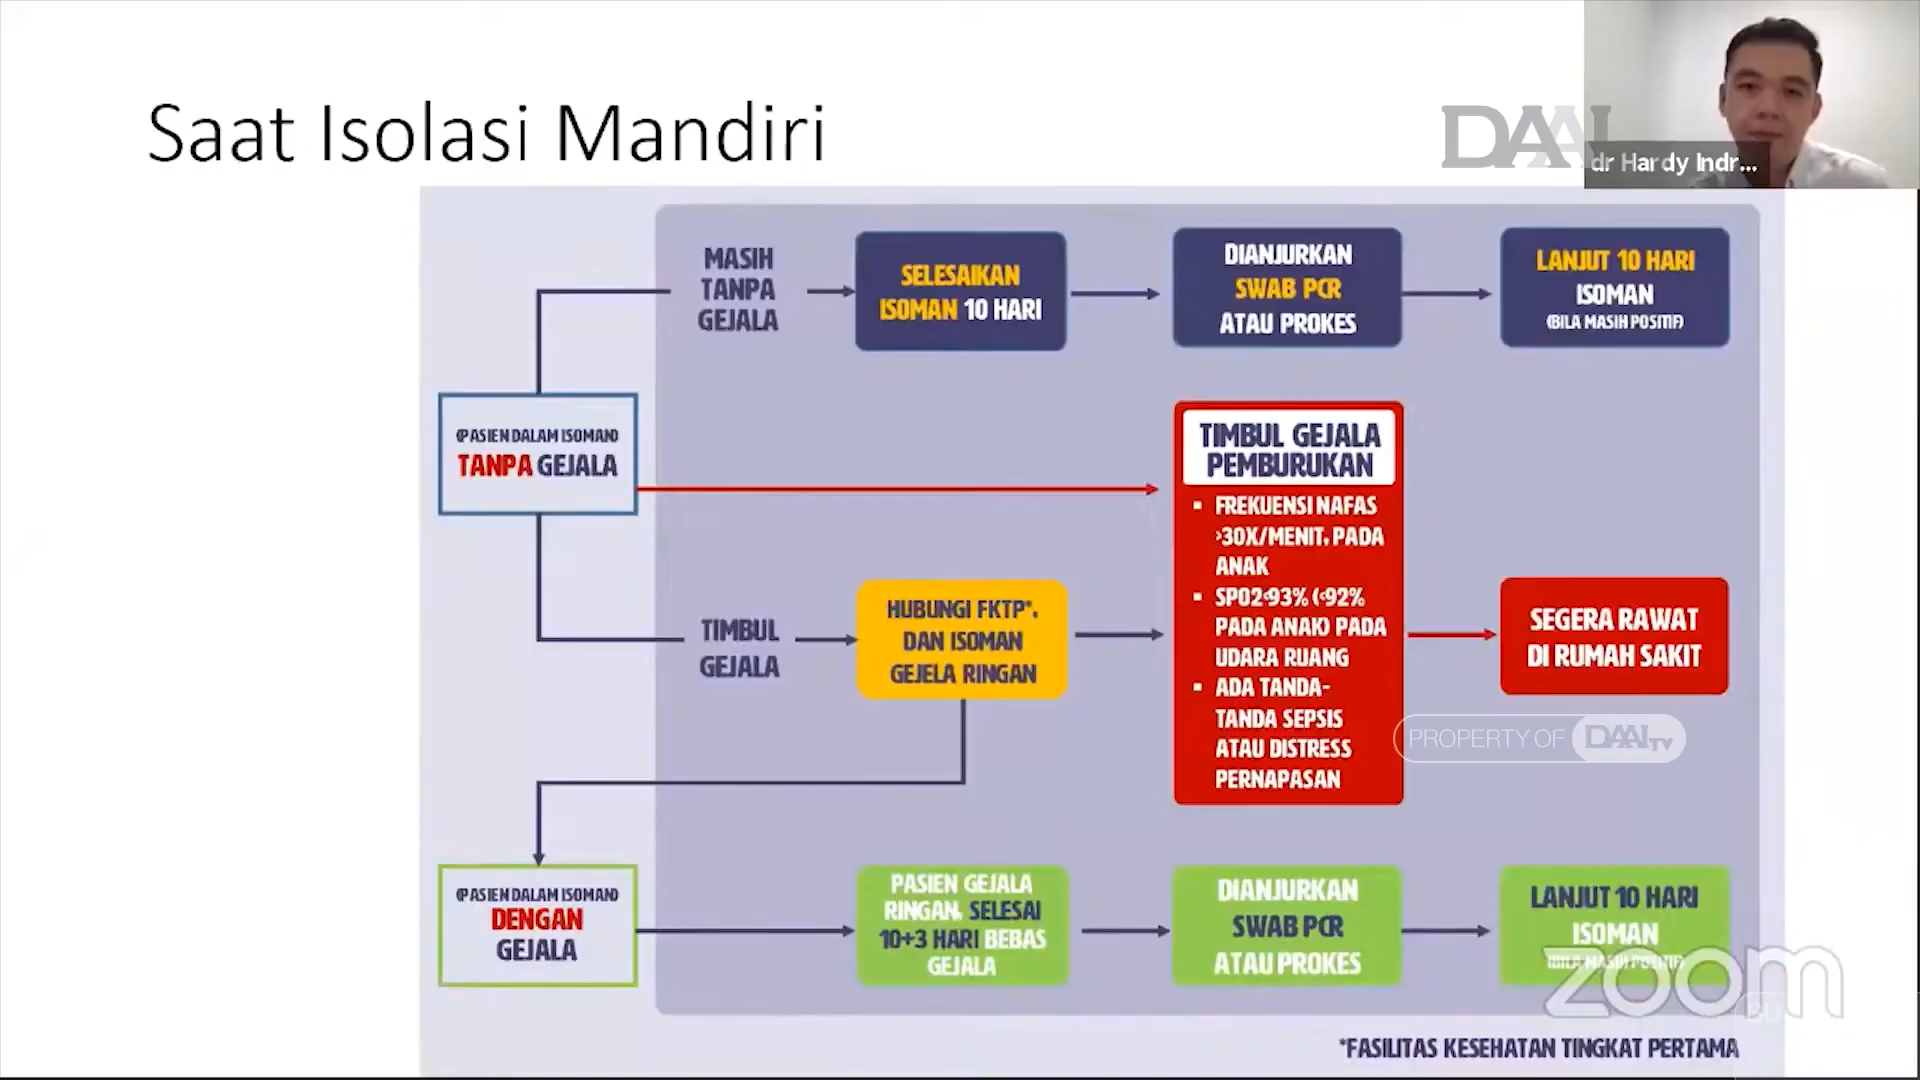 Saat Isolasi Mandiri
DAAI
dr Hardy Indr...
MASIH
TANPA
GEJALA
SELESAIKAN
ISOMAN 10 HARI
DIANJURKAN
SWAB PCR
ATAU PROKES
LANJUT 10 HARI
ISOMAN
(BILA MASIH POSITIF)
(PASIEN DALAM ISOMAN)
TANPA GEJALA
TIMBUL GEJALA
PEMBURUKAN
▪ FREKUENSI NAFAS
>30X/MENIT, PADA
ANAK
▪ SPO2<93% (<92%
PADA ANAK) PADA
UDARA RUANG
▪ ADA TANDA-
TANDA SEPSIS
ATAU DISTRESS
PERNAPASAN
TIMBUL
GEJALA
HUBUNGI FKTP*,
DAN ISOMAN
GEJELA RINGAN
SEGERA RAWAT
DI RUMAH SAKIT
PROPERTY OF DAAI TV
(PASIEN DALAM ISOMAN)
DENGAN
GEJALA
PASIEN GEJALA
RINGAN, SELESAI
10+3 HARI BEBAS
GEJALA
DIANJURKAN
SWAB PCR
ATAU PROKES
LANJUT 10 HARI
ISOMAN
(BILA MASIH POSITIF)
zoom
*FASILITAS KESEHATAN TINGKAT PERTAMA